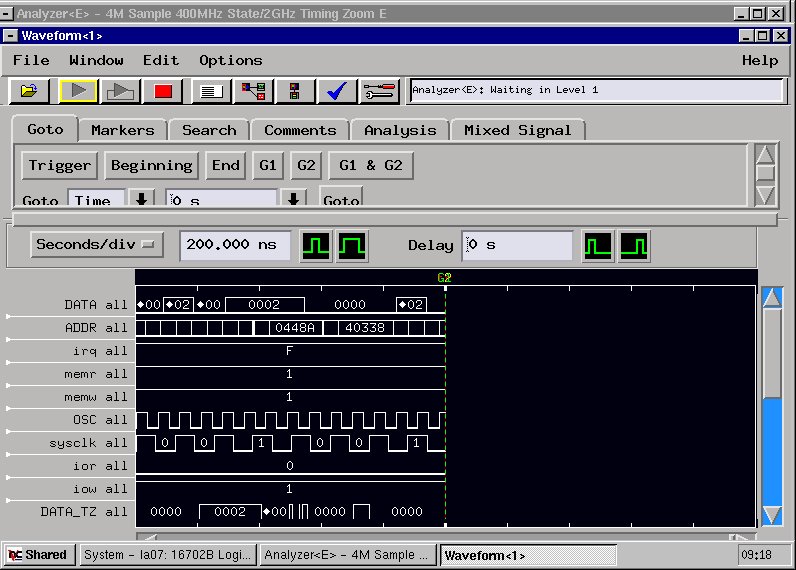 Analyzer<E> - 4M Sample 400MHz State/2GHz Timing Zoom E
Waveform<1>
File Window Edit Options Help
Analyzer<E>: Waiting in Level 1
Goto Markers Search Comments Analysis Mixed Signal
Trigger Beginning End G1 G2 G1 & G2
Goto Time 0 s Goto
Seconds/div 200.000 ns Delay 0 s
G2
DATA all 00 02 00 0002 0000 02
ADDR all 0448A 40338
irq all F
memr all 1
memw all 1
OSC all
sysclk all 0 0 1 0 0 1
ior all 0
iow all 1
DATA_TZ all 0000 0002 00 0000 0000
Shared System - la07: 16702B Logi... Analyzer<E> - 4M Sample ... Waveform<1> 09:18